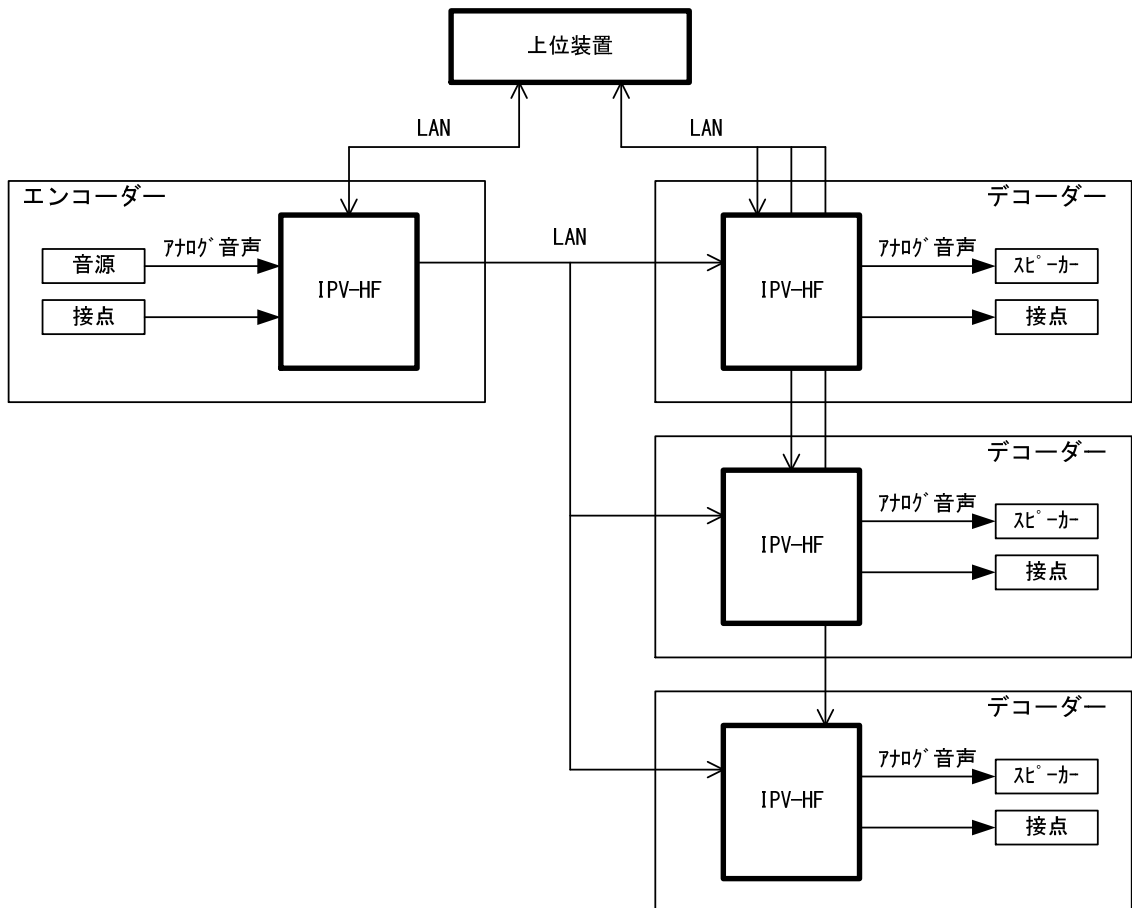 上位装置
LAN
LAN
エンコーダー
音源
アナログ音声
接点
IPV-HF
LAN
デコーダー
IPV-HF
アナログ音声
スピーカー
接点
デコーダー
IPV-HF
アナログ音声
スピーカー
接点
デコーダー
IPV-HF
アナログ音声
スピーカー
接点